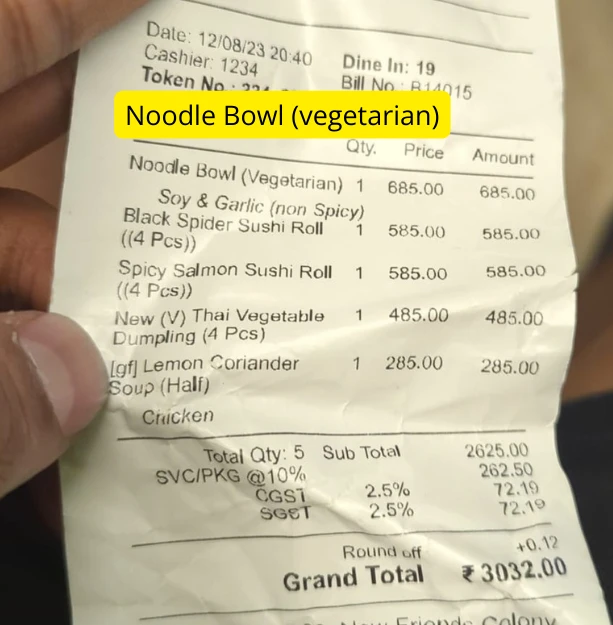 Date: 12/08/23 20:40
Cashier: 1234 Dine In: 19
Token No.: Bill No.: B14015
Noodle Bowl (vegetarian)
Qty. Price Amount
Noodle Bowl (Vegetarian) 1 685.00 685.00
Soy & Garlic (non Spicy)
Black Spider Sushi Roll 1 585.00 585.00
((4 Pcs))
Spicy Salmon Sushi Roll 1 585.00 585.00
((4 Pcs))
New (V) Thai Vegetable 1 485.00 485.00
Dumpling (4 Pcs)
[gf] Lemon Coriander 1 285.00 285.00
Soup (Half)
Chicken
Total Qty: 5 Sub Total 2625.00
SVC/PKG @10% 262.50
CGST 2.5% 72.19
SGST 2.5% 72.19
Round off +0.12
Grand Total ₹ 3032.00
New Friends Colony